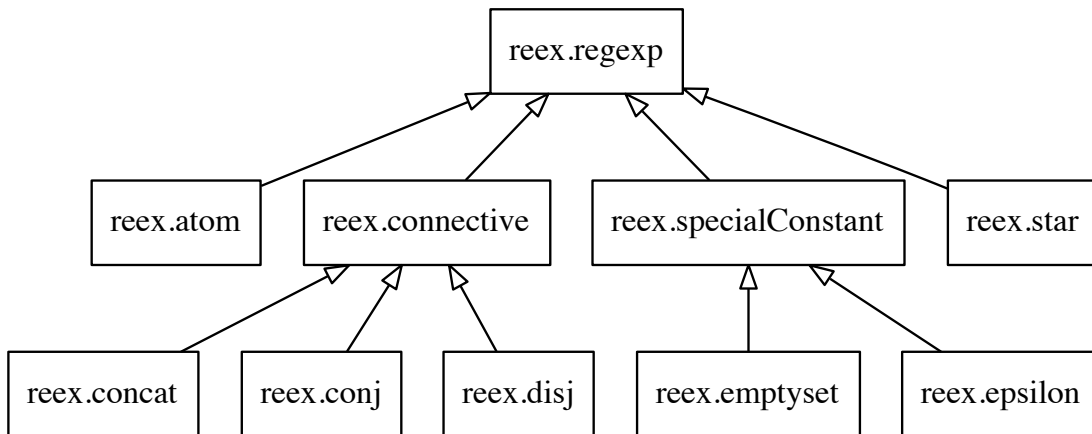 reex.regexp
reex.atom
reex.connective
reex.specialConstant
reex.star
reex.concat
reex.conj
reex.disj
reex.emptyset
reex.epsilon